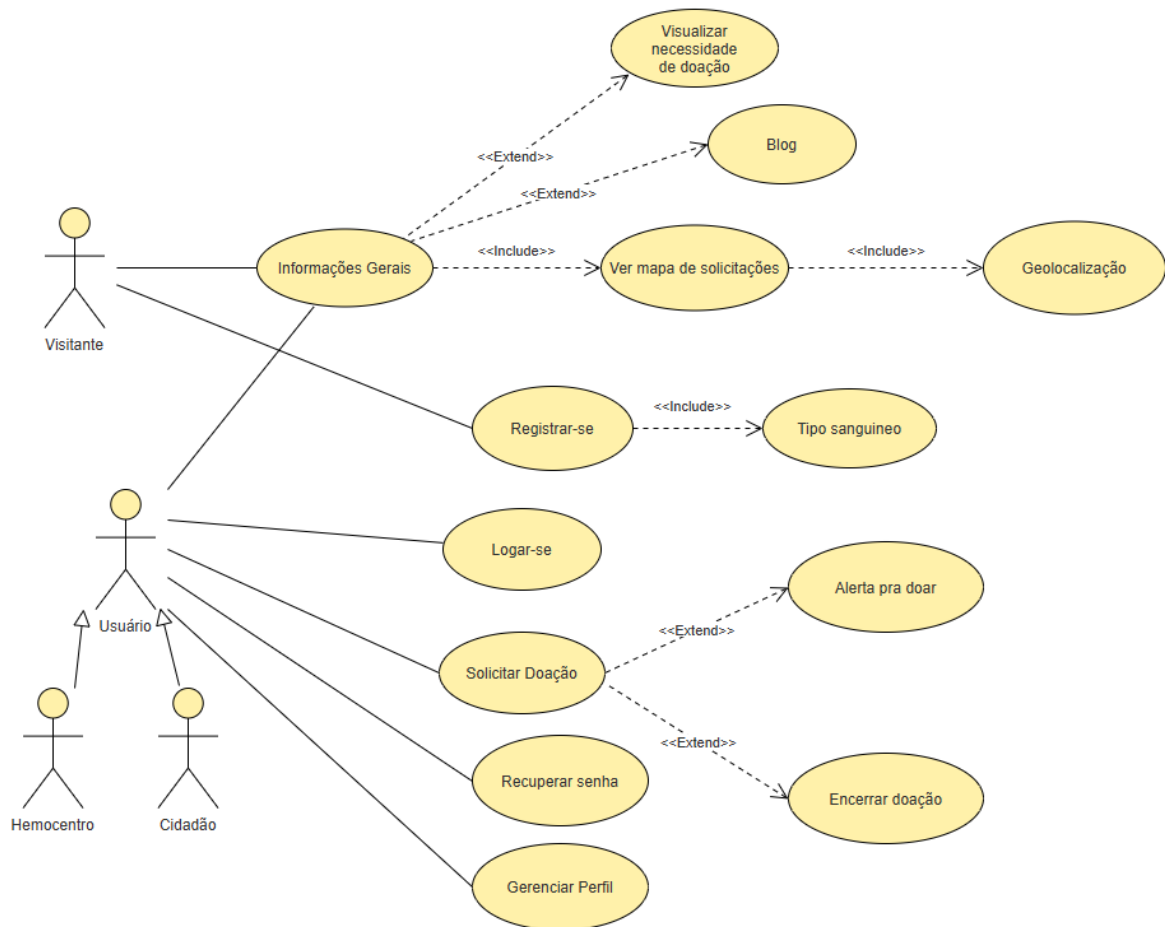 Visualizar
necessidade
de doação
<<Extend>>
Blog
<<Extend>>
Visitante
Informações Gerais
<<Include>>
Ver mapa de solicitações
<<Include>>
Geolocalização
Registrar-se
<<Include>>
Tipo sanguineo
Usuário
Logar-se
Alerta pra doar
<<Extend>>
Solicitar Doação
<<Extend>>
Hemocentro
Cidadão
Recuperar senha
Encerrar doação
Gerenciar Perfil